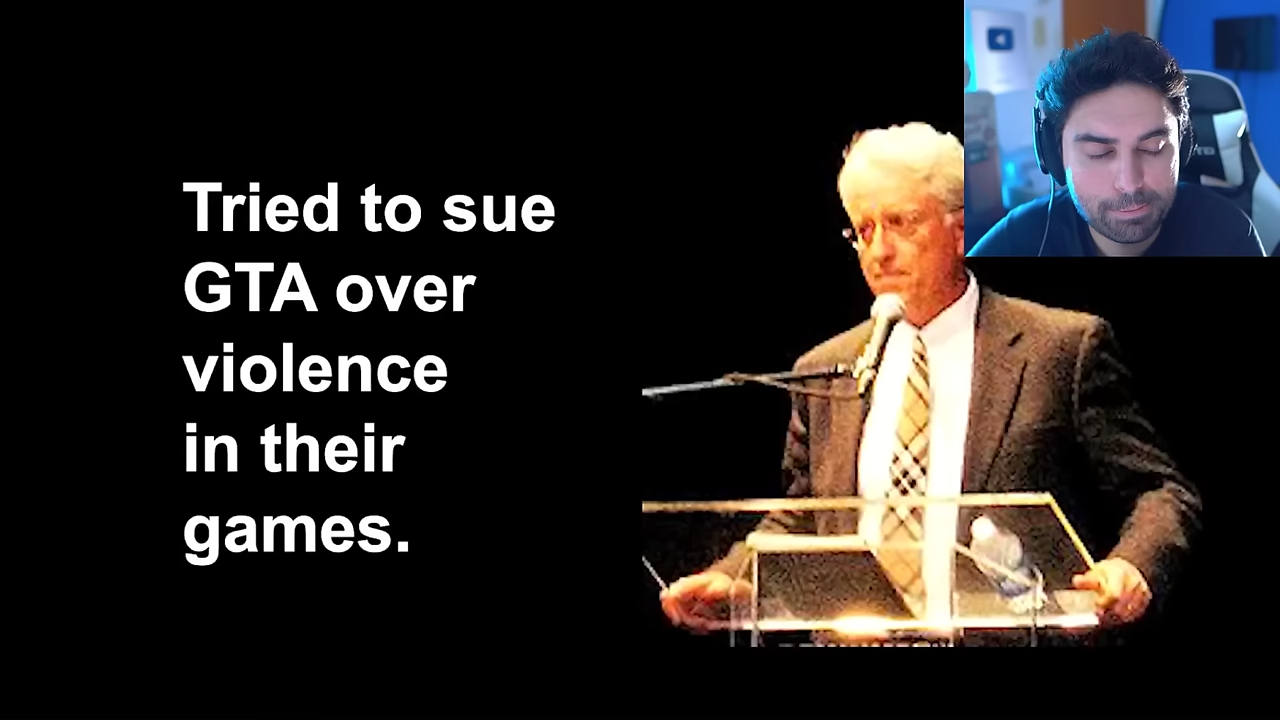 Tried to sue
GTA over
violence
in their
games.